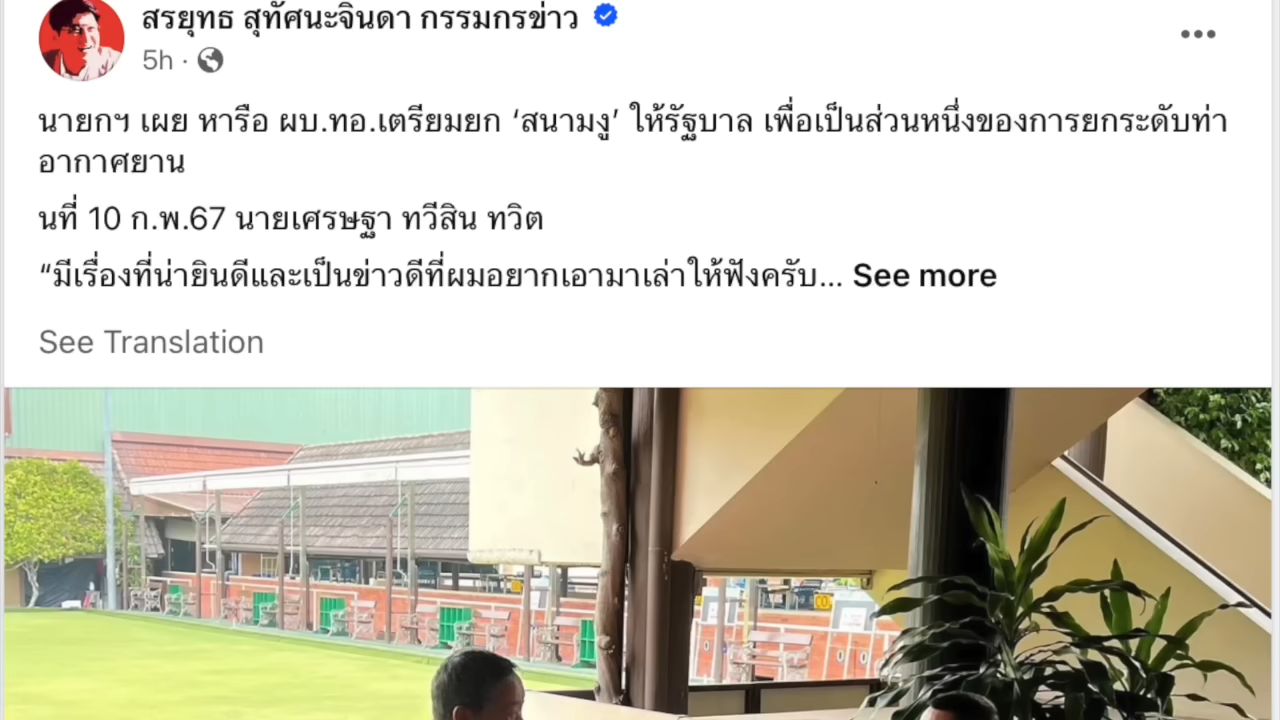 สรยุทธ สุทัศนะจินดา กรรมกรข่าว
5h ·
นายกฯ เผย หารือ ผบ.ทอ.เตรียมยก ‘สนามงู’ ให้รัฐบาล เพื่อเป็นส่วนหนึ่งของการยกระดับท่า
อากาศยาน
นที่ 10 ก.พ.67 นายเศรษฐา ทวีสิน ทวิต
“มีเรื่องที่น่ายินดีและเป็นข่าวดีที่ผมอยากเอามาเล่าให้ฟังครับ... See more
See Translation